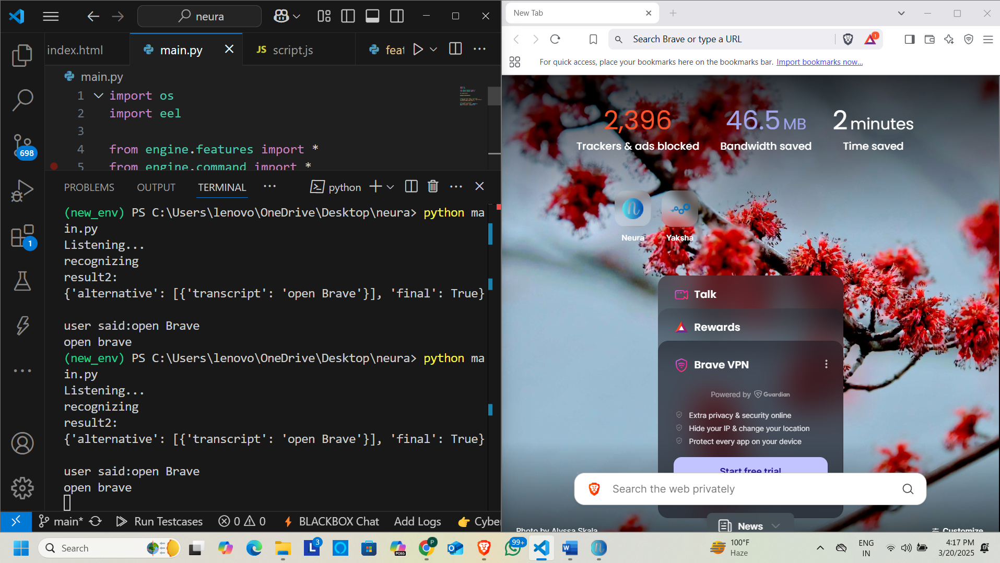 neura
index.html
main.py
JS script.js
feat
main.py
1 import os
2 import eel
3
4 from engine.features import *
5 from engine.command import *
PROBLEMS OUTPUT TERMINAL ... python
(new_env) PS C:\Users\lenovo\OneDrive\Desktop\neura> python ma
in.py
Listening...
recognizing
result2:
{'alternative': [{'transcript': 'open Brave'}], 'final': True}
user said:open Brave
open brave
(new_env) PS C:\Users\lenovo\OneDrive\Desktop\neura> python ma
in.py
Listening...
recognizing
result2:
{'alternative': [{'transcript': 'open Brave'}], 'final': True}
user said:open Brave
open brave
698
1
main* Run Testcases 0 0 BLACKBOX Chat Add Logs Cybe
New Tab
Search Brave or type a URL
1
For quick access, place your bookmarks here on the bookmarks bar. Import bookmarks now...
2,396 46.5 MB 2 minutes
Trackers & ads blocked Bandwidth saved Time saved
Neura Yaksha
Talk
Rewards
Brave VPN
Powered by Guardian
Extra privacy & security online
Hide your IP & change your location
Protect every app on your device
Start free trial
Search the web privately
News
Photo by Alyssa Skala
Customize
Search
L 3
M365
P
99+
100°F
Haze
ENG
IN
4:17 PM
3/20/2025